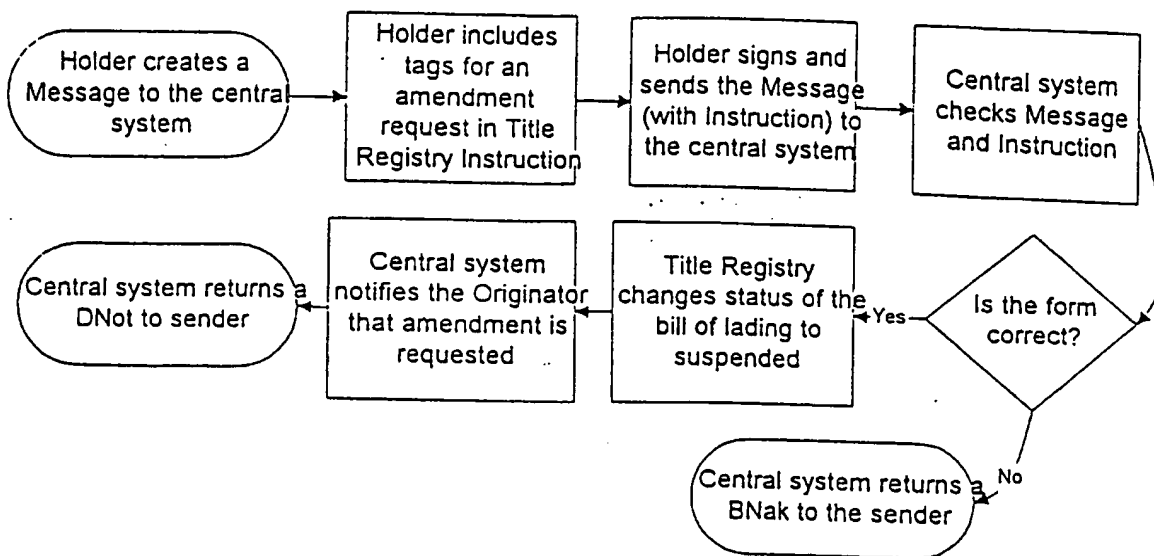 Holder creates a
Message to the central
system
Holder includes
tags for an
amendment
request in Title
Registry Instruction
Holder signs and
sends the Message
(with Instruction) to
the central system
Central system
checks Message
and Instruction
Is the form
correct?
Yes
Title Registry
changes status of the
bill of lading to
suspended
Central system
notifies the Originator
that amendment is
requested
Central system returns a
DNot to sender
No
Central system returns a
BNak to the sender